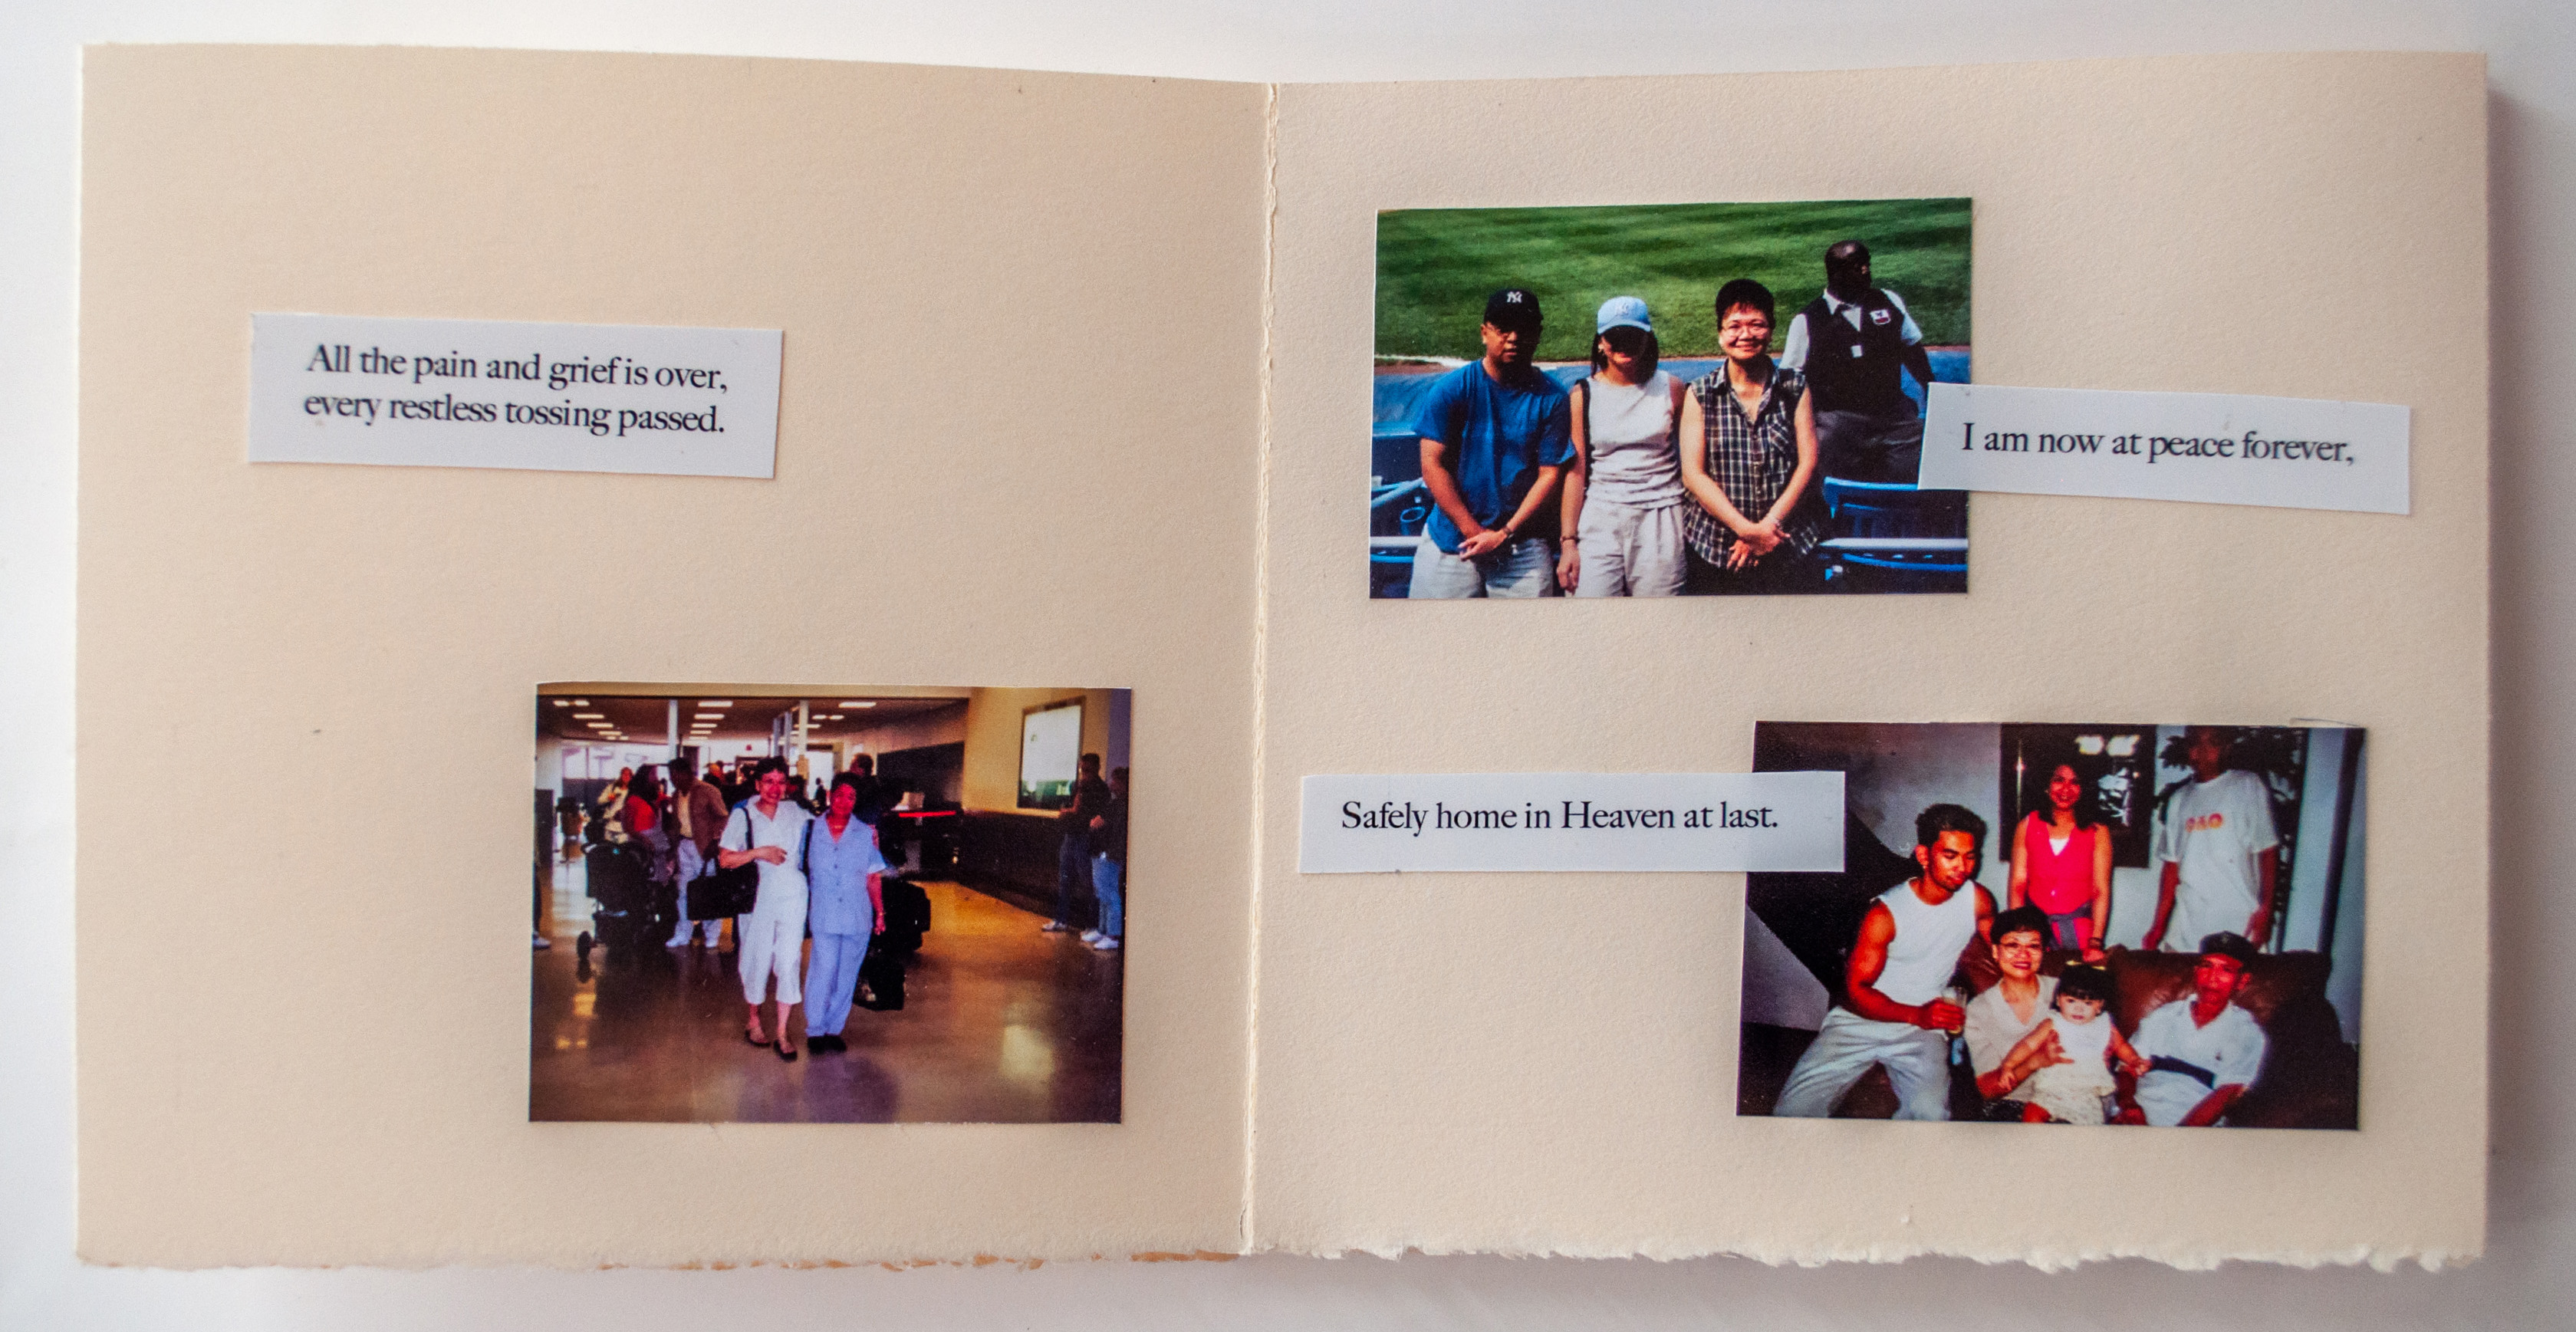 All the pain and grief is over,
every restless tossing passed.
I am now at peace forever,
Safely home in Heaven at last.